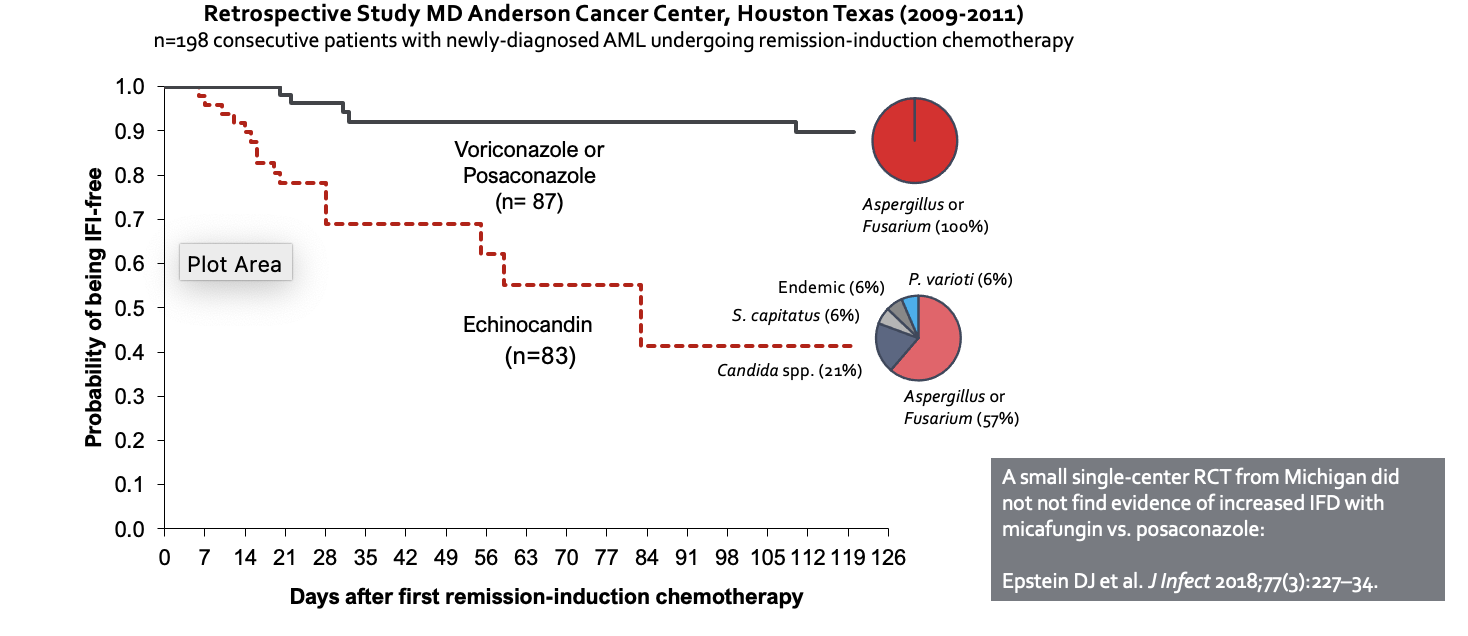 Retrospective Study MD Anderson Cancer Center, Houston Texas (2009-2011)
n=198 consecutive patients with newly-diagnosed AML undergoing remission-induction chemotherapy
Probability of being IFI-free
1.0
0.9
0.8
0.7
0.6
0.5
0.4
0.3
0.2
0.1
0.0
Voriconazole or
Posaconazole
(n= 87)
Plot Area
Echinocandin
(n=83)
Aspergillus or
Fusarium (100%)
Endemic (6%)
P. varioti (6%)
S. capitatus (6%)
Candida spp. (21%)
Aspergillus or
Fusarium (57%)
0 7 14 21 28 35 42 49 56 63 70 77 84 91 98 105 112 119 126
Days after first remission-induction chemotherapy
A small single-center RCT from Michigan did
not not find evidence of increased IFD with
micafungin vs. posaconazole:
Epstein DJ et al. J Infect 2018;77(3):227–34.